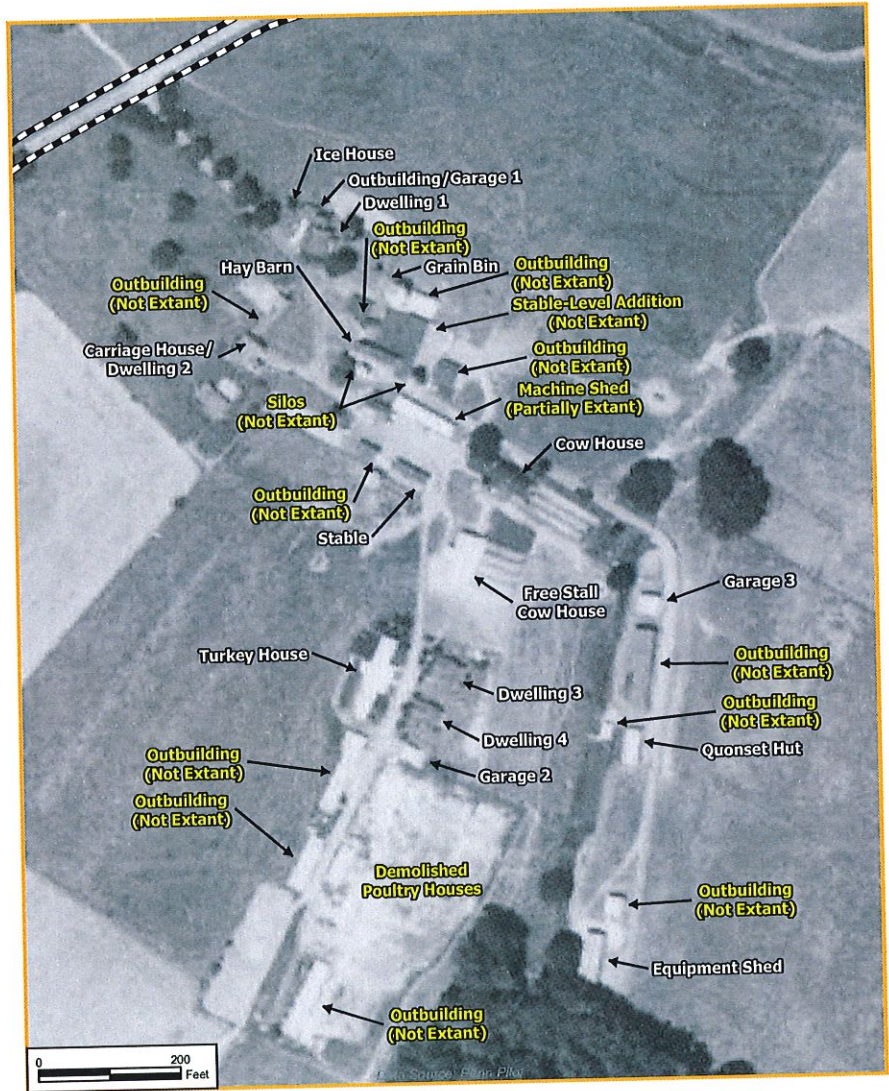 Ice House
Outbuilding/Garage 1
Dwelling 1
Outbuilding
(Not Extant)
Hay Barn
Grain Bin
Outbuilding
(Not Extant)
Outbuilding
(Not Extant)
Stable-Level Addition
(Not Extant)
Carriage House/
Dwelling 2
Outbuilding
(Not Extant)
Silos
(Not Extant)
Machine Shed
(Partially Extant)
Cow House
Outbuilding
(Not Extant)
Stable
Free Stall
Cow House
Garage 3
Turkey House
Outbuilding
(Not Extant)
Dwelling 3
Outbuilding
(Not Extant)
Dwelling 4
Quonset Hut
Outbuilding
(Not Extant)
Garage 2
Outbuilding
(Not Extant)
Demolished
Poultry Houses
Outbuilding
(Not Extant)
Equipment Shed
Outbuilding
(Not Extant)
0 200
Feet
Data Source: Penn Pilot